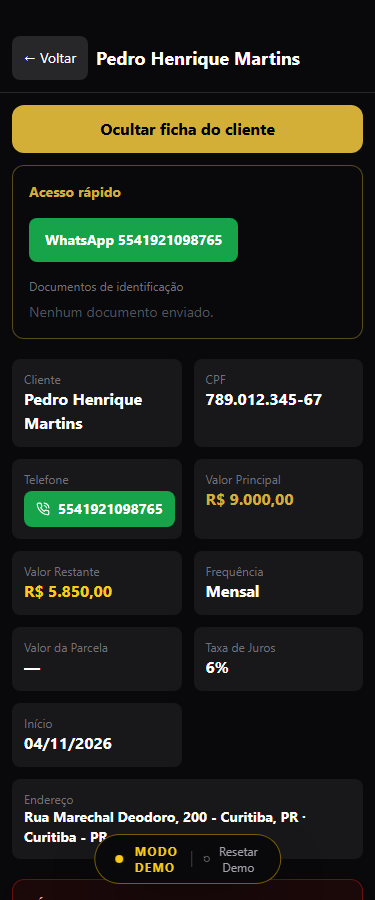 ← Voltar
Pedro Henrique Martins
Ocultar ficha do cliente
Acesso rápido
WhatsApp 5541921098765
Documentos de identificação
Nenhum documento enviado.
Cliente
Pedro Henrique
Martins
CPF
789.012.345-67
Telefone
5541921098765
Valor Principal
R$ 9.000,00
Valor Restante
R$ 5.850,00
Frequência
Mensal
Valor da Parcela
—
Taxa de Juros
6%
Início
04/11/2026
Endereço
Rua Marechal Deodoro, 200 - Curitiba, PR ·
Curitiba - PR
MODO
DEMO
Resetar
Demo